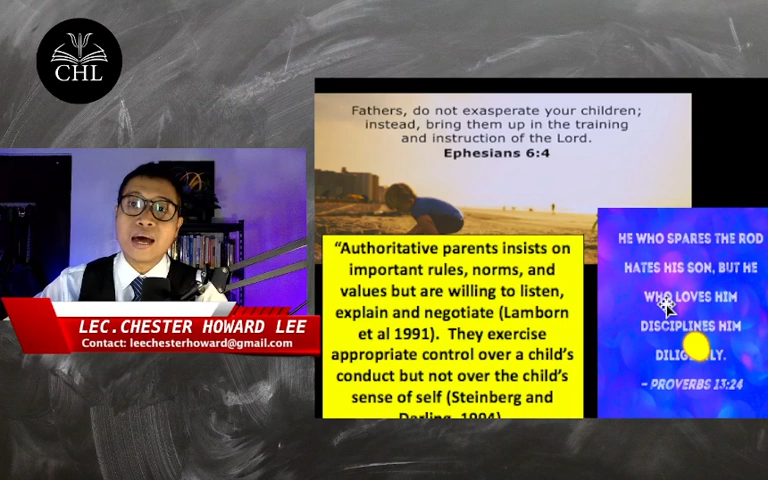 CHL
Fathers, do not exasperate your children;
instead, bring them up in the training
and instruction of the Lord.
Ephesians 6:4
"Authoritative parents insists on
important rules, norms, and
values but are willing to listen,
explain and negotiate (Lamborn
et al 1991). They exercise
appropriate control over a child's
conduct but not over the child's
sense of self (Steinberg and
Darling, 1994)
HE WHO SPARES THE ROD
HATES HIS SON, BUT HE
WHO LOVES HIM
DISCIPLINES HIM
DILIGENTLY.
- PROVERBS 13:24
LEC.CHESTER HOWARD LEE
Contact: leechesterhoward@gmail.com